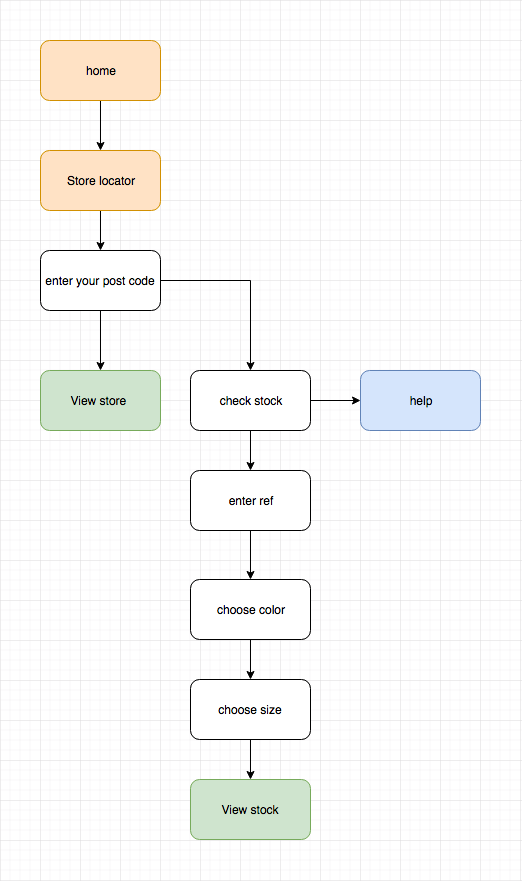 home
Store locator
enter your post code
View store
check stock
help
enter ref
choose color
choose size
View stock